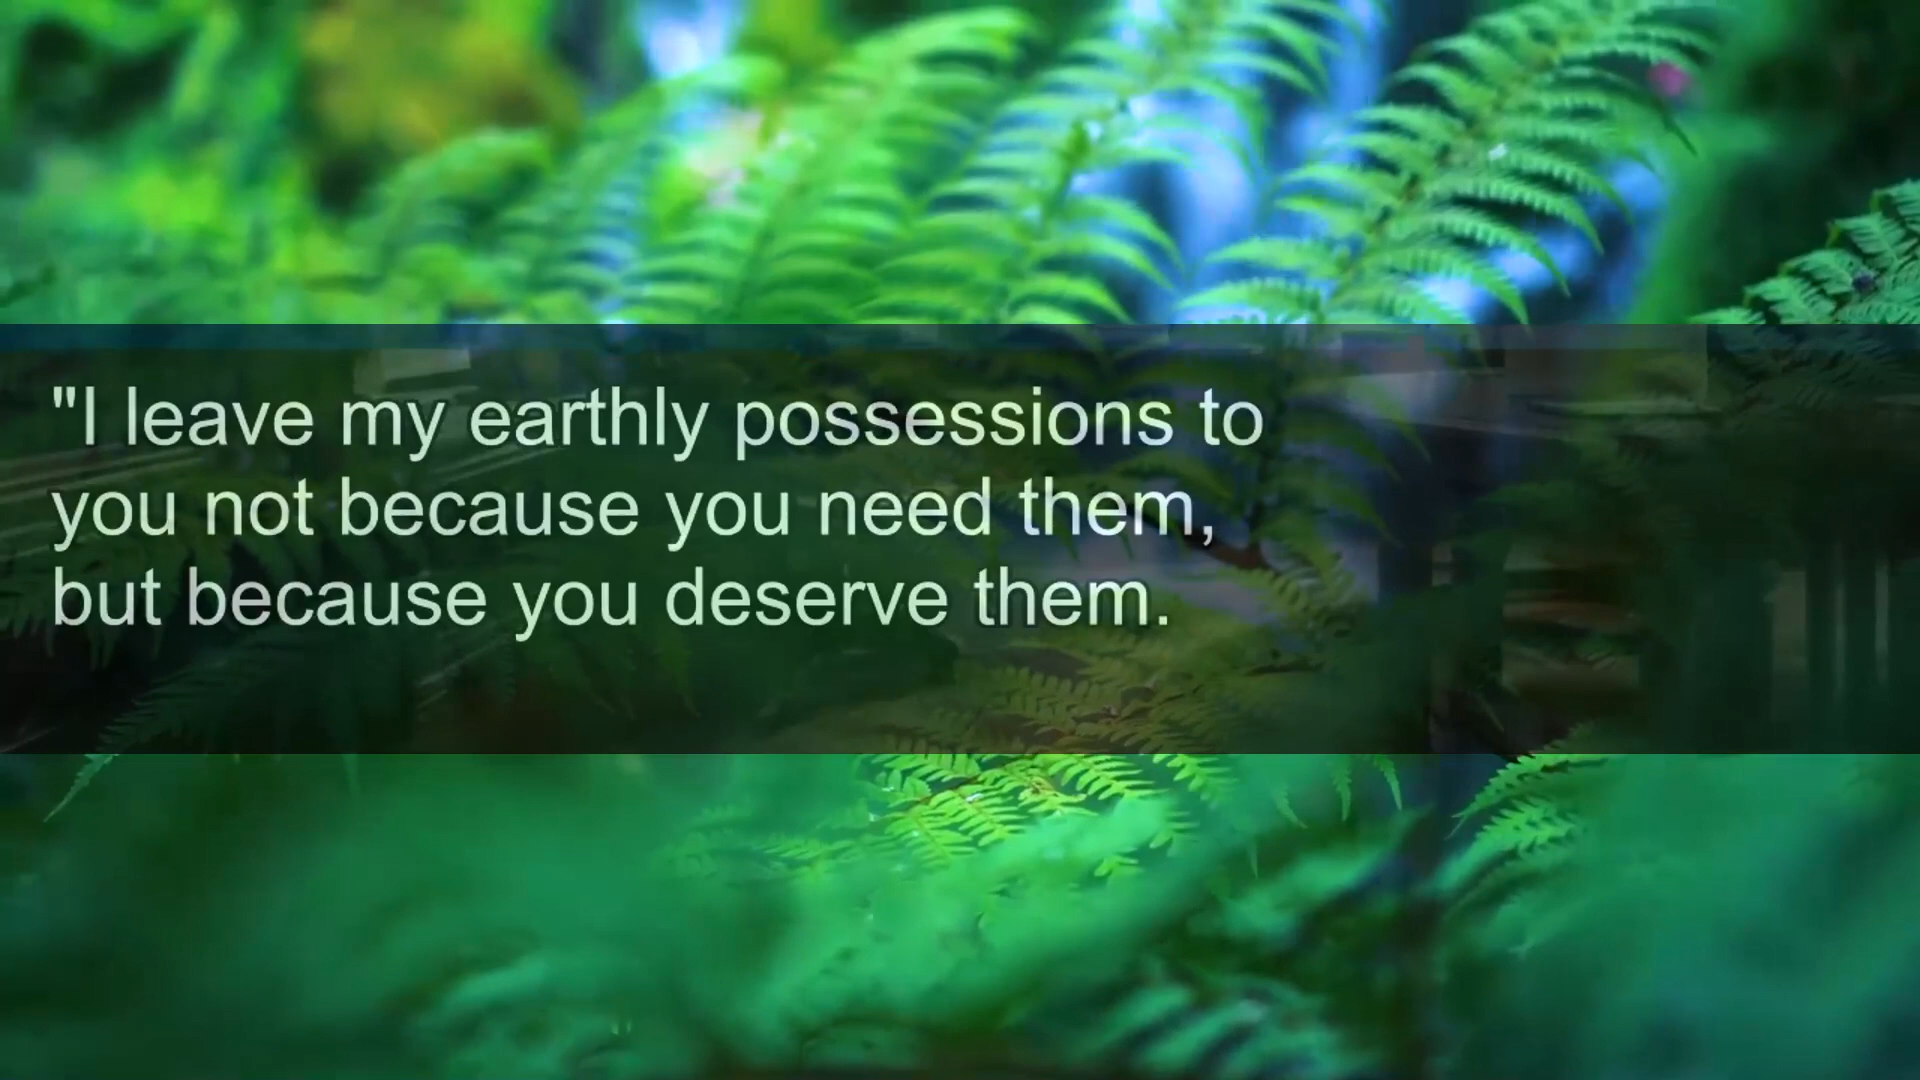 "I leave my earthly possessions to
you not because you need them,
but because you deserve them.